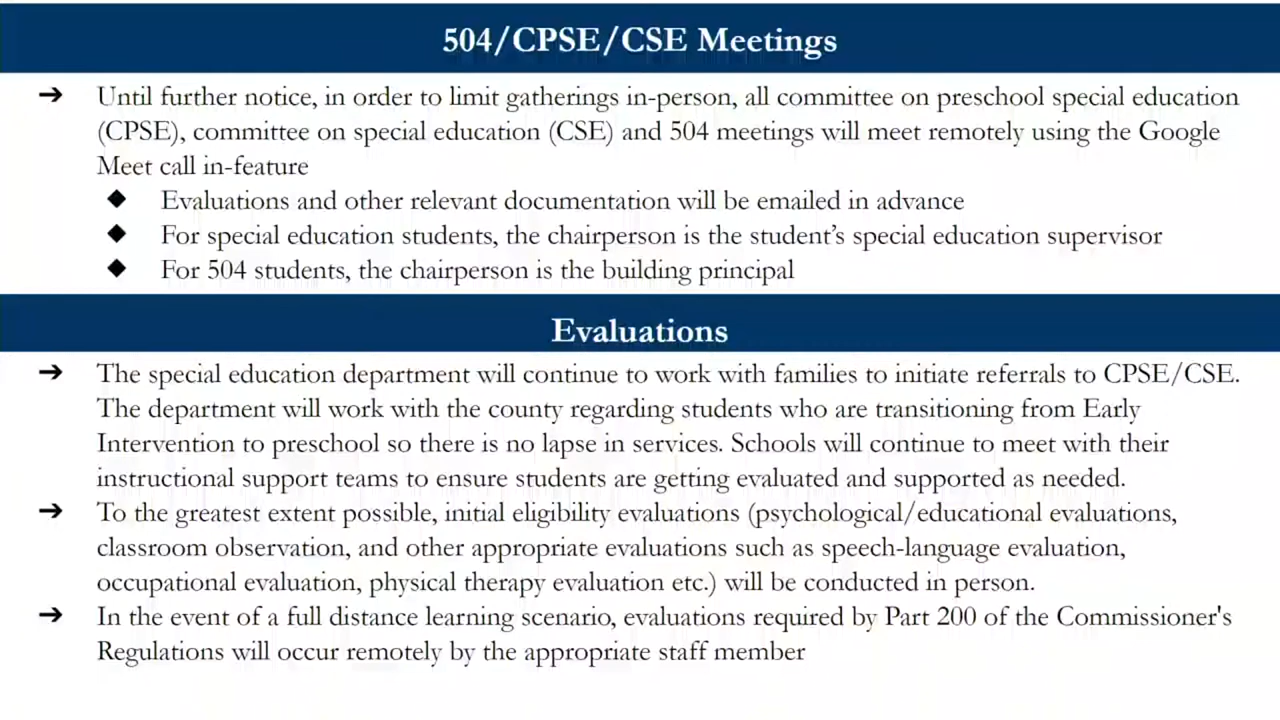 504/CPSE/CSE Meetings
➔ Until further notice, in order to limit gatherings in-person, all committee on preschool special education
(CPSE), committee on special education (CSE) and 504 meetings will meet remotely using the Google
Meet call in-feature
◆ Evaluations and other relevant documentation will be emailed in advance
◆ For special education students, the chairperson is the student’s special education supervisor
◆ For 504 students, the chairperson is the building principal
Evaluations
➔ The special education department will continue to work with families to initiate referrals to CPSE/CSE.
The department will work with the county regarding students who are transitioning from Early
Intervention to preschool so there is no lapse in services. Schools will continue to meet with their
instructional support teams to ensure students are getting evaluated and supported as needed.
➔ To the greatest extent possible, initial eligibility evaluations (psychological/educational evaluations,
classroom observation, and other appropriate evaluations such as speech-language evaluation,
occupational evaluation, physical therapy evaluation etc.) will be conducted in person.
➔ In the event of a full distance learning scenario, evaluations required by Part 200 of the Commissioner's
Regulations will occur remotely by the appropriate staff member